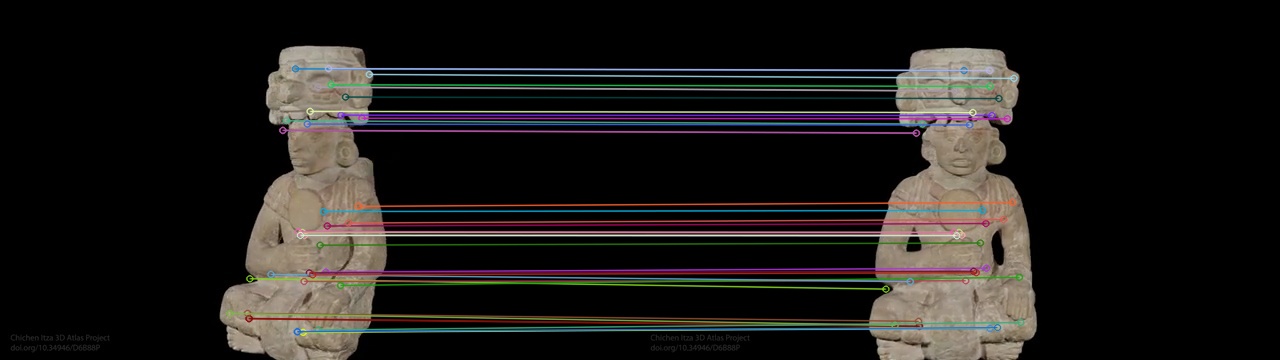 Chichen Itza 3D Atlas Project
doi.org/10.34946/D6B88P
Chichen Itza 3D Atlas Project
doi.org/10.34946/D6B88P